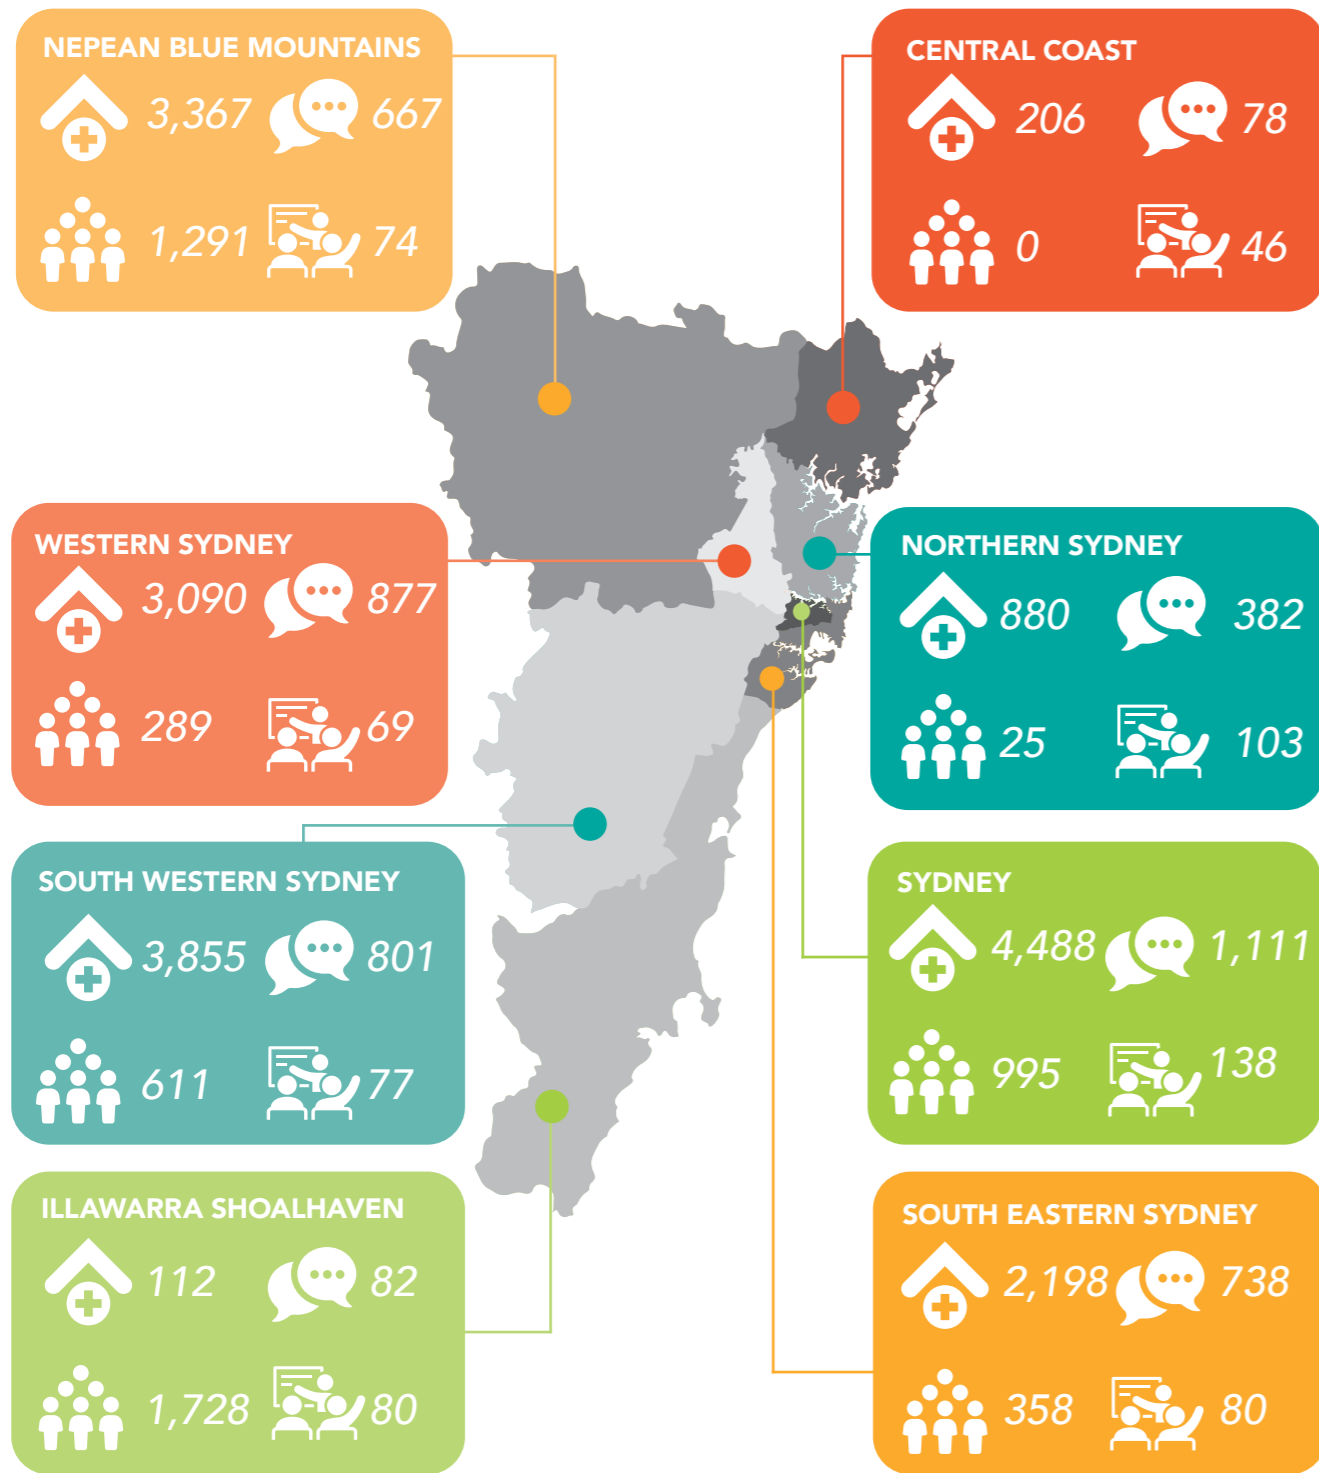 NEPEAN BLUE MOUNTAINS
3,367 667
1,291 74
CENTRAL COAST
206 78
0 46
WESTERN SYDNEY
3,090 877
289 69
NORTHERN SYDNEY
880 382
25 103
SOUTH WESTERN SYDNEY
3,855 801
611 77
SYDNEY
4,488 1,111
995 138
ILLAWARRA SHOALHAVEN
112 82
1,728 80
SOUTH EASTERN SYDNEY
2,198 738
358 80